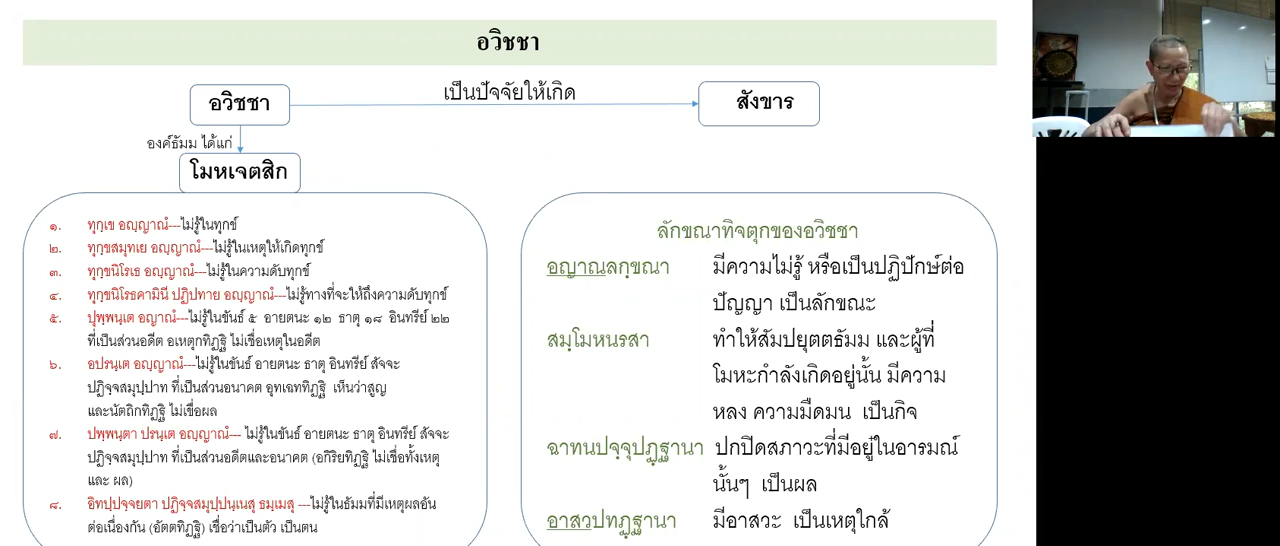 อวิชชา
อวิชชา
เป็นปัจจัยให้เกิด
สังขาร
องค์ธัมม ได้แก่
โมหเจตสิก
๑. ทุกฺเข อญฺญาณํ---ไม่รู้ในทุกข์
๒. ทุกฺขสมุทเย อญฺญาณํ---ไม่รู้ในเหตุให้เกิดทุกข์
๓. ทุกฺขนิโรเธ อญฺญาณํ---ไม่รู้ในความดับทุกข์
๔. ทุกฺขนิโรธคามินี ปฏิปทาย อญฺญาณํ---ไม่รู้ทางที่จะให้ถึงความดับทุกข์
๕. ปุพฺพนฺเต อญาณํ---ไม่รู้ในขันธ์ ๕ อายตนะ ๑๒ ธาตุ ๑๘ อินทรีย์ ๒๒
ที่เป็นส่วนอดีต อเหตุกทิฏฐิ ไม่เชื่อเหตุในอดีต
๖. อปรนฺเต อญฺญาณํ---ไม่รู้ในขันธ์ อายตนะ ธาตุ อินทรีย์ สัจจะ
ปฏิจฺจสมุปฺปาท ที่เป็นส่วนอนาคต อุทเฉททิฏฐิ เห็นว่าสูญ
และนัตถิกทิฏฐิ ไม่เชื่อผล
๗. ปพฺพนฺตา ปรนฺเต อญฺญาณํ--- ไม่รู้ในขันธ์ อายตนะ ธาตุ อินทรีย์ สัจจะ
ปฏิจฺจสมุปฺปาท ที่เป็นส่วนอดีตและอนาคต (อกิริยทิฏฐิ ไม่เชื่อทั้งเหตุ
และ ผล)
๘. อิทปฺปจฺจยตา ปฏิจฺจสมุปฺปนฺเนสุ ธมฺเมสุ ---ไม่รู้ในธัมมที่มีเหตุผลอัน
ต่อเนื่องกัน (อัตตทิฏฐิ) เชื่อว่าเป็นตัว เป็นตน
ลักขณาทิจตุกของอวิชชา
อญาณลกฺขณา มีความไม่รู้ หรือเป็นปฏิปักษ์ต่อ
ปัญญา เป็นลักขณะ
สมฺโมหนรสา ทำให้สัมปยุตตธัมม และผู้ที่
โมหะกำลังเกิดอยู่นั้น มีความ
หลง ความมืดมน เป็นกิจ
ฉาทนปจฺจุปฏฺฐานา ปกปิดสภาวะที่มีอยู่ในอารมณ์
นั้นๆ เป็นผล
อาสวปทฏฺฐานา มีอาสวะ เป็นเหตุใกล้